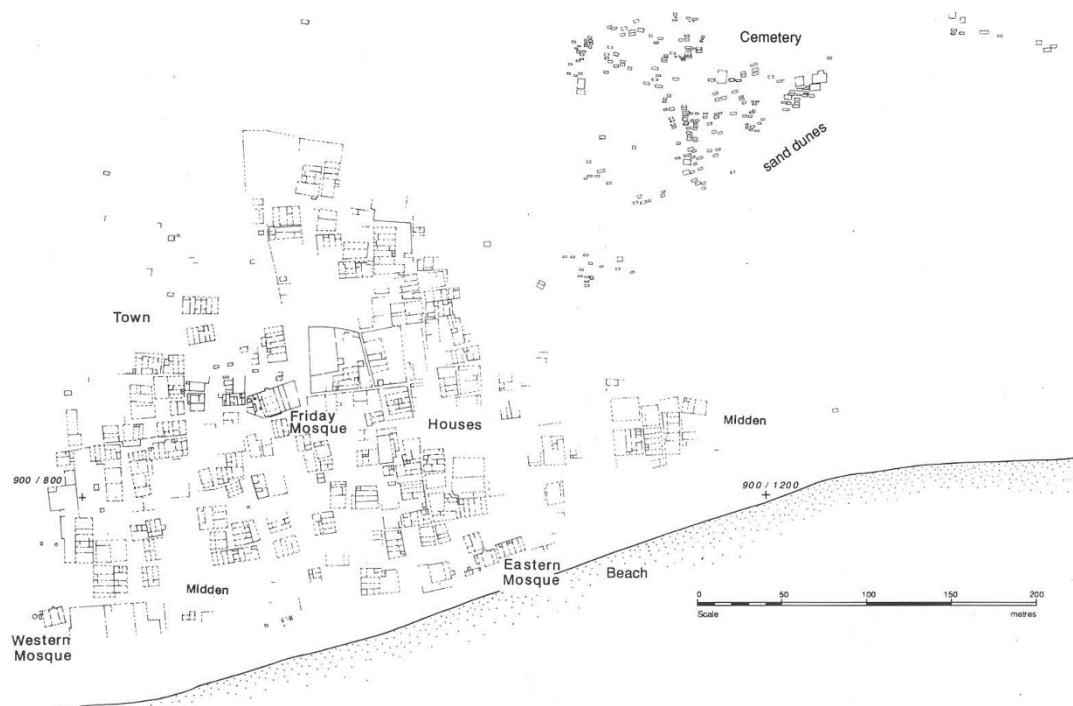 Cemetery
sand dunes
Town
Friday
Mosque
Houses
Midden
900 / 800
900 / 1200
Eastern
Mosque
Beach
Midden
0 50 100 150 200
Scale metres
Western
Mosque